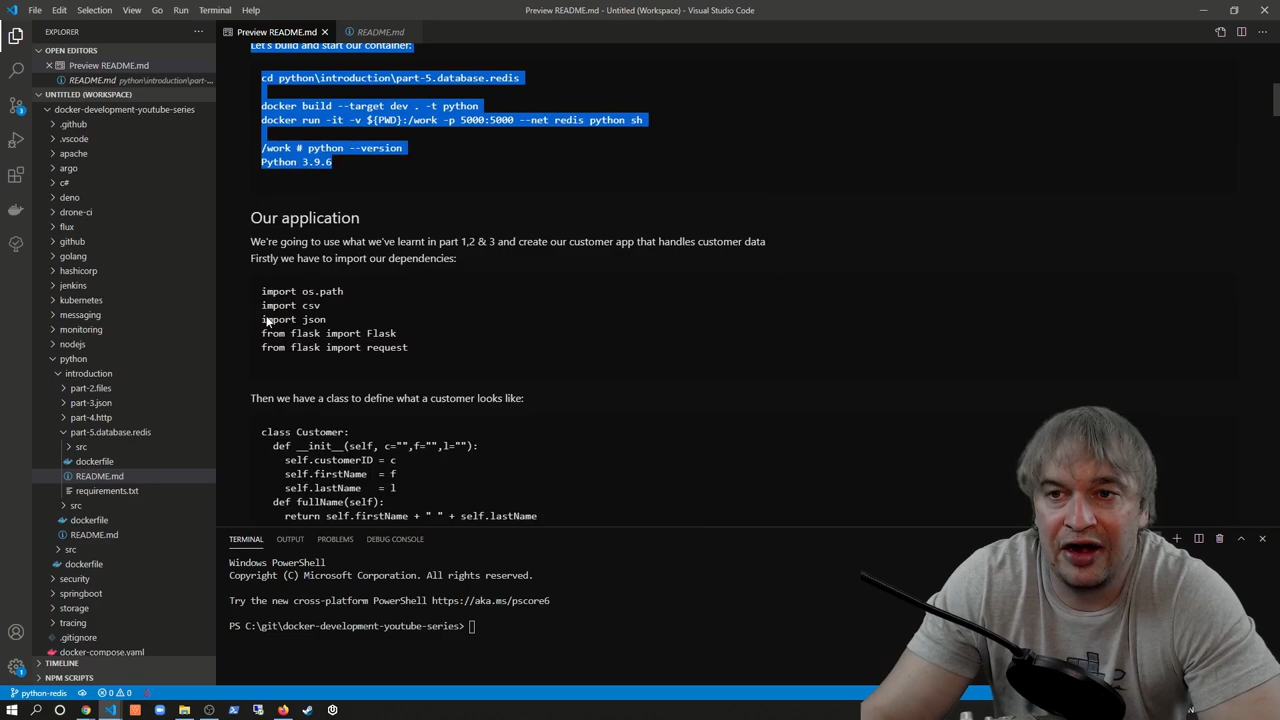 File Edit Selection View Go Run Terminal Help
Preview README.md - Untitled (Workspace) - Visual Studio Code
EXPLORER
Preview README.md
README.md
OPEN EDITORS
Preview README.md
README.md python\introduction\part-...
UNTITLED (WORKSPACE)
docker-development-youtube-series
.github
.vscode
apache
argo
c#
deno
drone-ci
flux
github
golang
hashicorp
jenkins
kubernetes
messaging
monitoring
nodejs
python
introduction
part-2.files
part-3.json
part-4.http
part-5.database.redis
src
dockerfile
README.md
requirements.txt
src
dockerfile
README.md
src
dockerfile
security
springboot
storage
tracing
.gitignore
docker-compose.yaml
TIMELINE
NPM SCRIPTS
Let's build and start our container:
cd python\introduction\part-5.database.redis
docker build --target dev . -t python
docker run -it -v ${PWD}:/work -p 5000:5000 --net redis python sh
/work # python --version
Python 3.9.6
Our application
We're going to use what we've learnt in part 1,2 & 3 and create our customer app that handles customer data
Firstly we have to import our dependencies:
import os.path
import csv
import json
from flask import Flask
from flask import request
Then we have a class to define what a customer looks like:
class Customer:
def __init__(self, c="",f="",l=""):
self.customerID = c
self.firstName = f
self.lastName = l
def fullName(self):
return self.firstName + " " + self.lastName
TERMINAL OUTPUT PROBLEMS DEBUG CONSOLE
Windows PowerShell
Copyright (C) Microsoft Corporation. All rights reserved.
Try the new cross-platform PowerShell https://aka.ms/pscore6
PS C:\git\docker-development-youtube-series>
python-redis 0 0